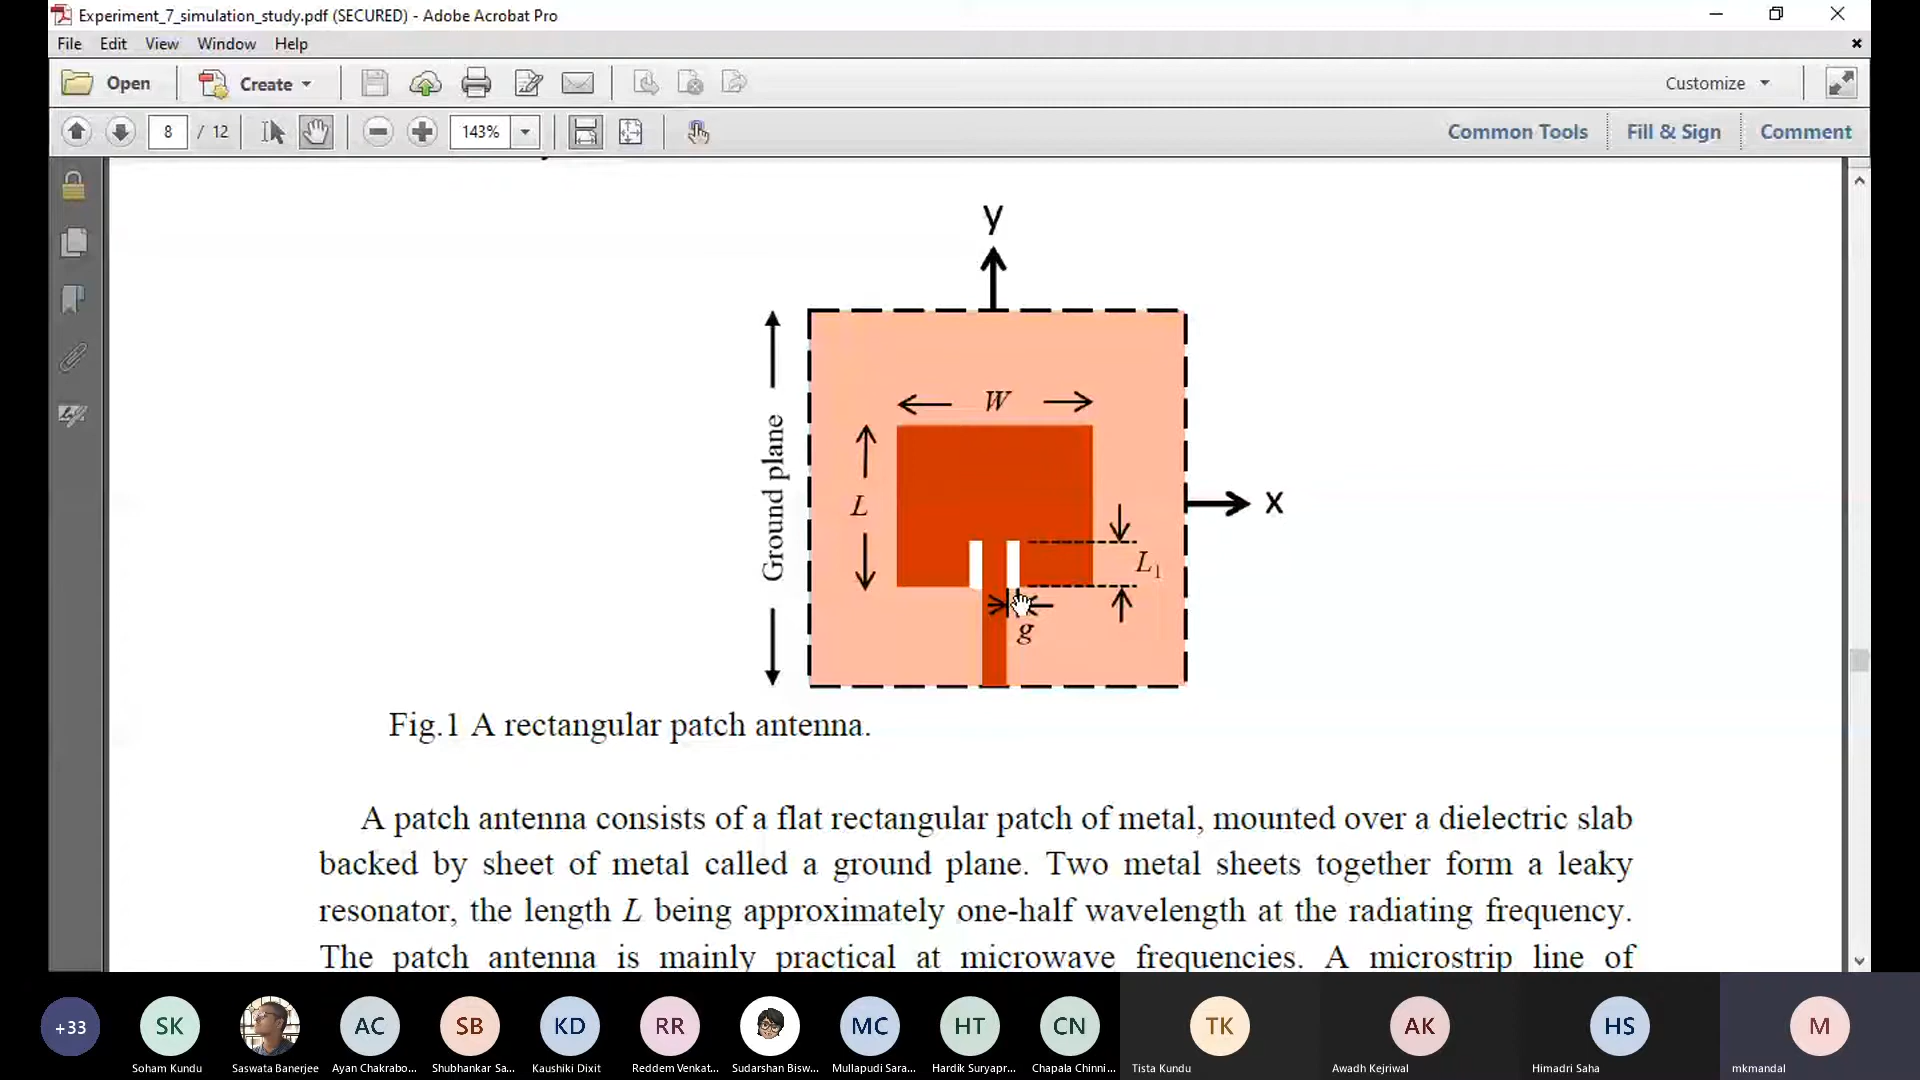 Experiment_7_simulation_study.pdf (SECURED) - Adobe Acrobat Pro
File Edit View Window Help
Open Create Customize
8 / 12 143% Common Tools Fill & Sign Comment
y
W
Ground plane
L
x
L1
g
Fig.1 A rectangular patch antenna.
A patch antenna consists of a flat rectangular patch of metal, mounted over a dielectric slab
backed by sheet of metal called a ground plane. Two metal sheets together form a leaky
resonator, the length L being approximately one-half wavelength at the radiating frequency.
The patch antenna is mainly practical at microwave frequencies. A microstrip line of
+33 SK AC SB KD RR MC HT CN TK AK HS M
Soham Kundu Saswata Banerjee Ayan Chakrabo... Shubhankar Sa... Kaushiki Dixit Reddem Venkat... Sudarshan Bisw... Mullapudi Sara... Hardik Suryapr... Chapala Chinni... Tista Kundu Awadh Kejriwal Himadri Saha mkmandal